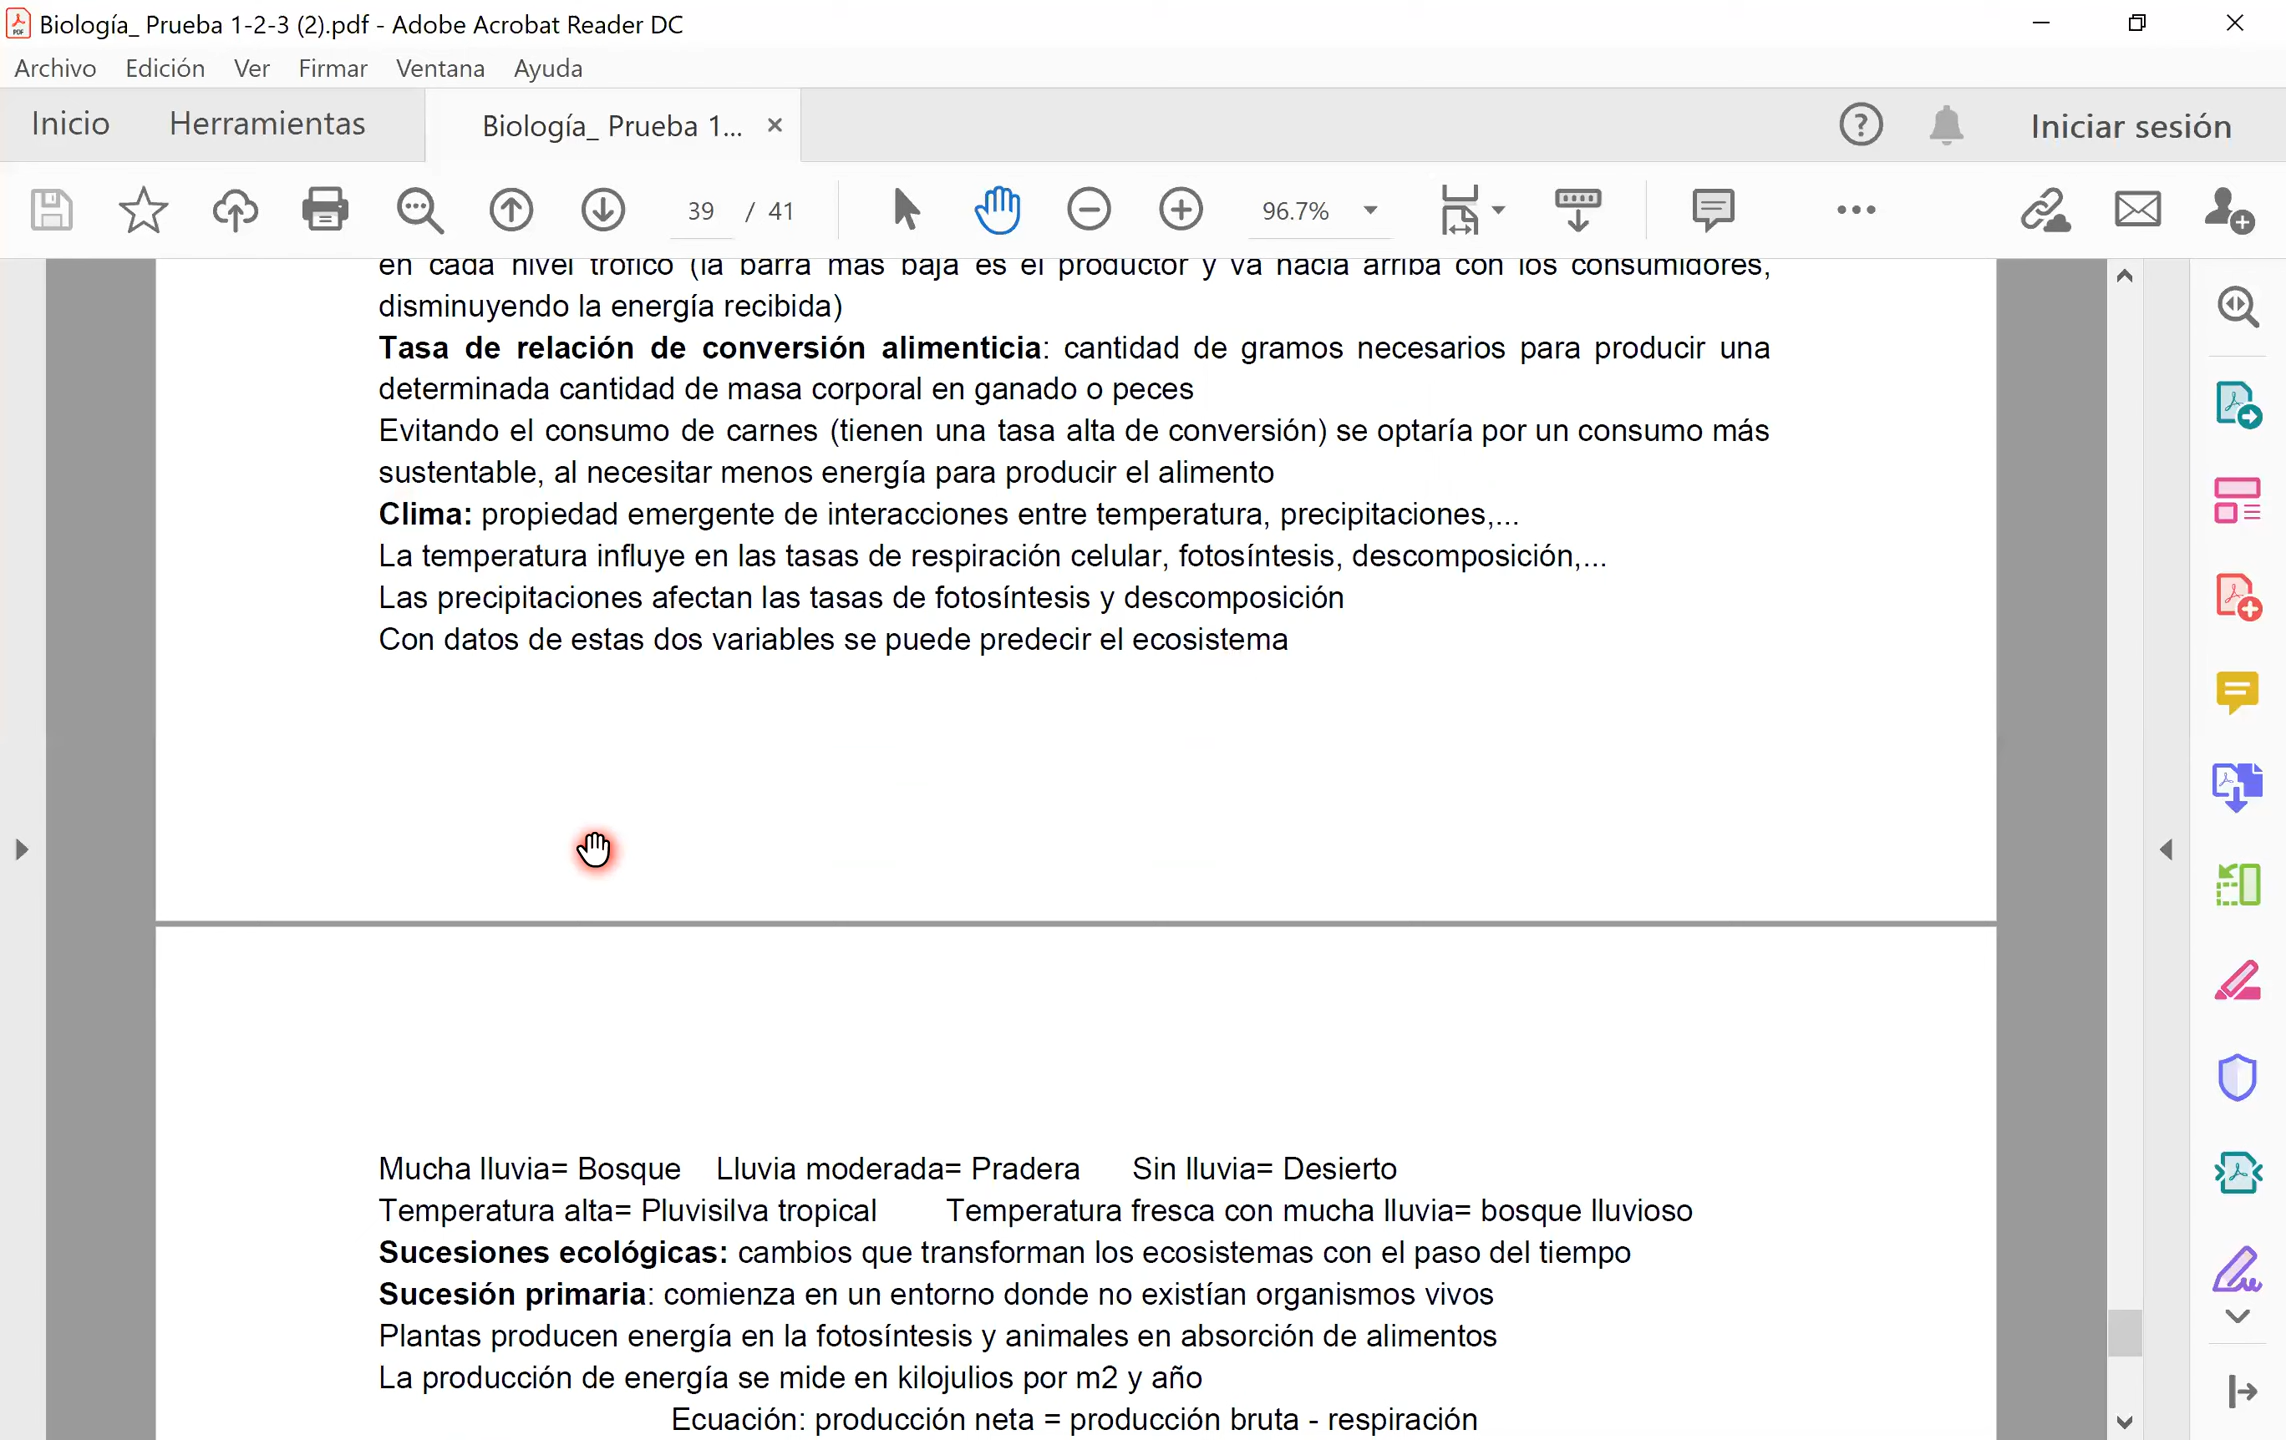 Biología_ Prueba 1-2-3 (2).pdf - Adobe Acrobat Reader DC
Archivo Edición Ver Firmar Ventana Ayuda
Inicio Herramientas Biología_ Prueba 1... × Iniciar sesión
39 / 41 96.7%
en cada nivel trófico (la barra más baja es el productor y va hacia arriba con los consumidores,
disminuyendo la energía recibida)
Tasa de relación de conversión alimenticia: cantidad de gramos necesarios para producir una
determinada cantidad de masa corporal en ganado o peces
Evitando el consumo de carnes (tienen una tasa alta de conversión) se optaría por un consumo más
sustentable, al necesitar menos energía para producir el alimento
Clima: propiedad emergente de interacciones entre temperatura, precipitaciones,...
La temperatura influye en las tasas de respiración celular, fotosíntesis, descomposición,...
Las precipitaciones afectan las tasas de fotosíntesis y descomposición
Con datos de estas dos variables se puede predecir el ecosistema
Mucha lluvia= Bosque Lluvia moderada= Pradera Sin lluvia= Desierto
Temperatura alta= Pluvisilva tropical Temperatura fresca con mucha lluvia= bosque lluvioso
Sucesiones ecológicas: cambios que transforman los ecosistemas con el paso del tiempo
Sucesión primaria: comienza en un entorno donde no existían organismos vivos
Plantas producen energía en la fotosíntesis y animales en absorción de alimentos
La producción de energía se mide en kilojulios por m2 y año
Ecuación: producción neta = producción bruta - respiración